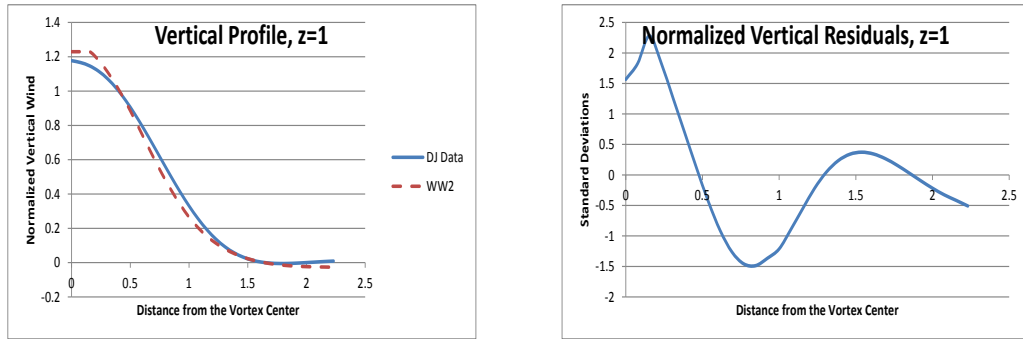 Vertical Profile, z=1
Normalized Vertical Wind
1.4
1.2
1
0.8
0.6
0.4
0.2
0
-0.2
0 0.5 1 1.5 2 2.5
Distance from the Vortex Center
DJ Data
WW2
Normalized Vertical Residuals, z=1
Standard Deviations
2.5
2
1.5
1
0.5
0
-0.5
-1
-1.5
-2
0 0.5 1 1.5 2 2.5
Distance from the Vortex Center